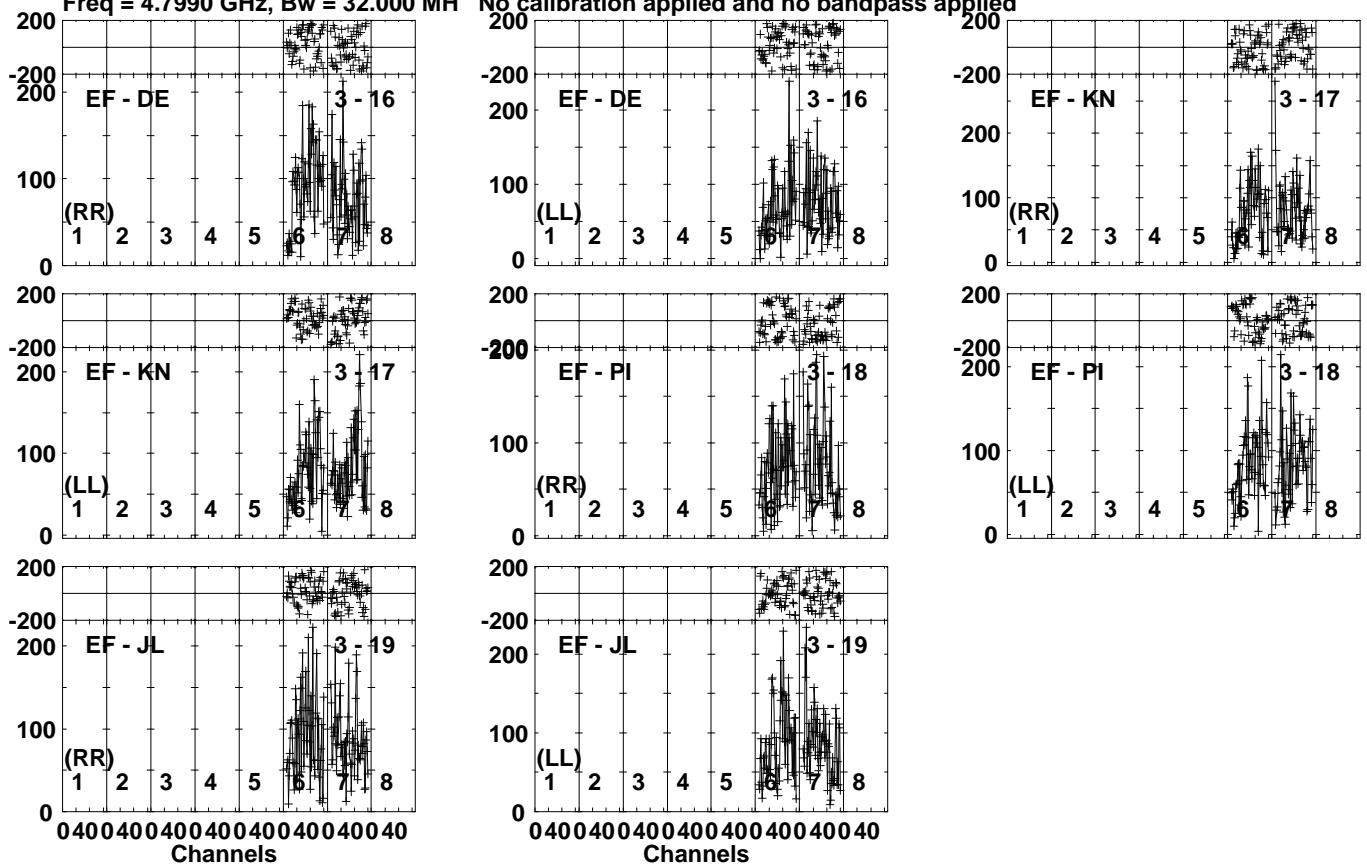 Freq = 4.7990 GHz, Bw = 32.000 MH No calibration applied and no bandpass applied
200 200 200
-200 -200 -200
200 EF - DE 3 - 16 200 EF - DE 3 - 16 EF - KN 3 - 17
200
100 100 100
(RR) (LL) (RR)
1 2 3 4 5 6 7 8 1 2 3 4 5 6 7 8 1 2 3 4 5 6 7 8
0 0 0
200 200 200
-200 -200 -200
200 EF - KN 3 - 17 200 EF - PI 3 - 18 200 EF - PI 3 - 18
100 100 100
(LL) (RR) (LL)
1 2 3 4 5 6 7 8 1 2 3 4 5 6 7 8 1 2 3 4 5 6 7 8
0 0 0
200 200
-200 -200
200 EF - JL 3 - 19 200 EF - JL 3 - 19
100 100
(RR) (LL)
1 2 3 4 5 6 7 8 1 2 3 4 5 6 7 8
0 0
0 40 0 40 0 40 0 40 0 40 0 40 0 40 0 40 0 40 0 40 0 40 0 40 0 40 0 40 0 40 0 40
Channels Channels